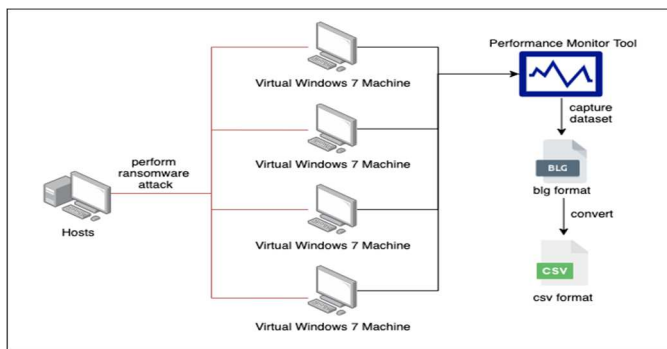 Performance Monitor Tool
Virtual Windows 7 Machine
capture
dataset
Virtual Windows 7 Machine
perform
ransomware
attack
BLG
blg format
convert
Hosts
Virtual Windows 7 Machine
CSV
csv format
Virtual Windows 7 Machine